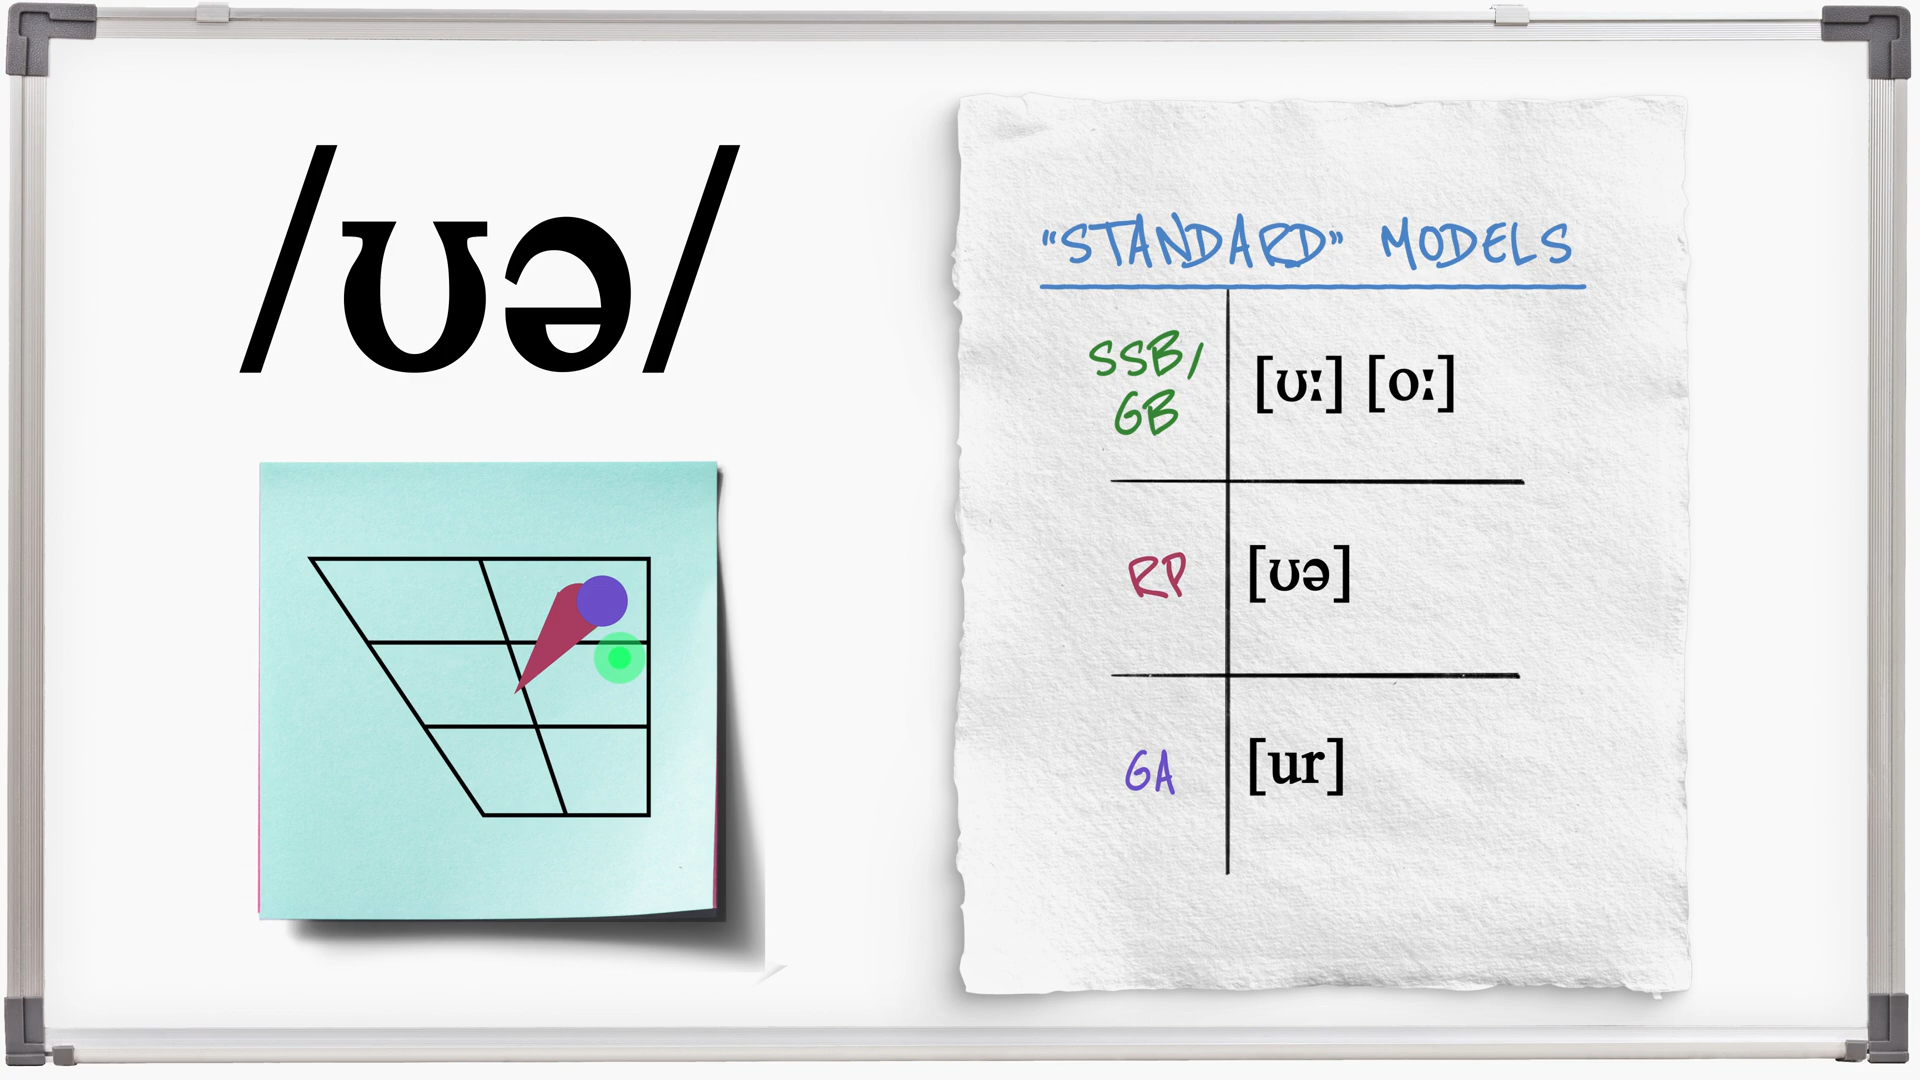 /ʊə/
"STANDARD" MODELS
SSB/
GB
[ʊː] [oː]
RP
[ʊə]
GA
[ur]